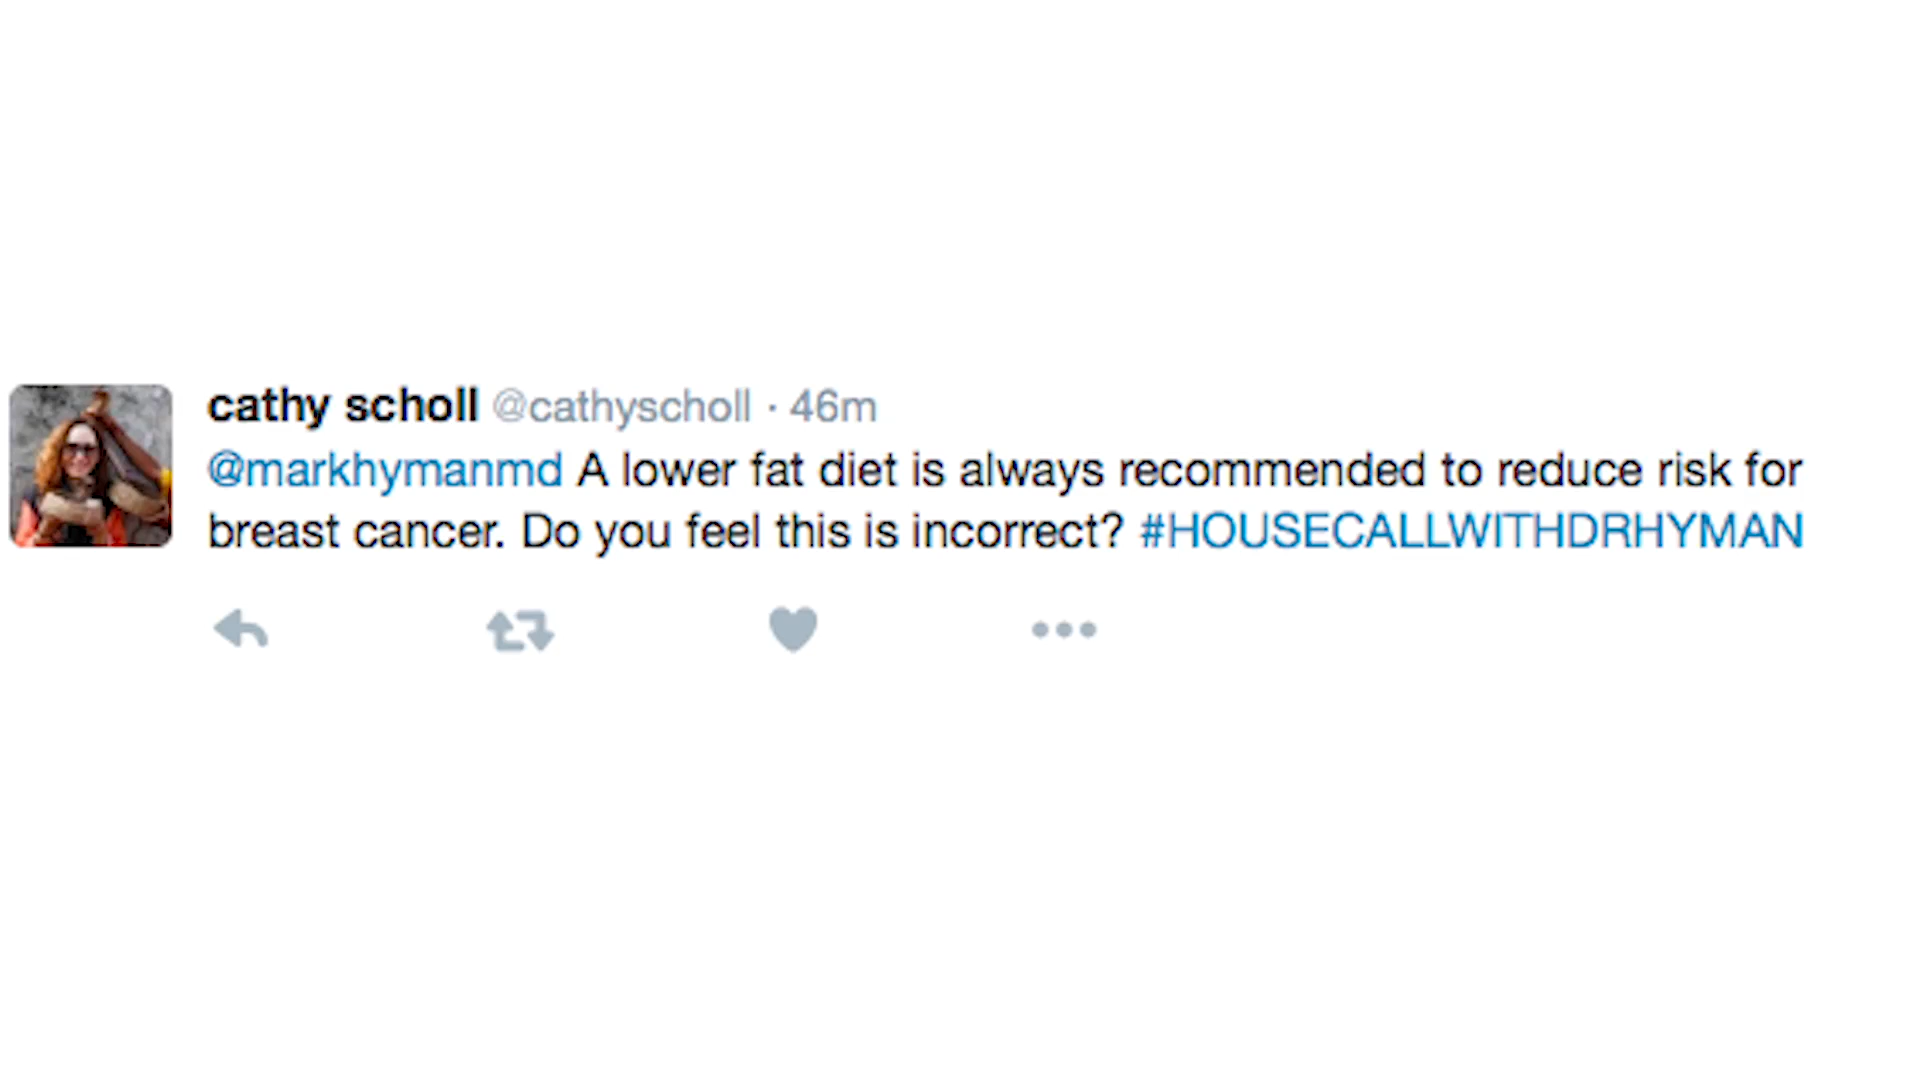 cathy scholl @cathyscholl · 46m
@markhymanmd A lower fat diet is always recommended to reduce risk for
breast cancer. Do you feel this is incorrect? #HOUSECALLWITHDRHYMAN